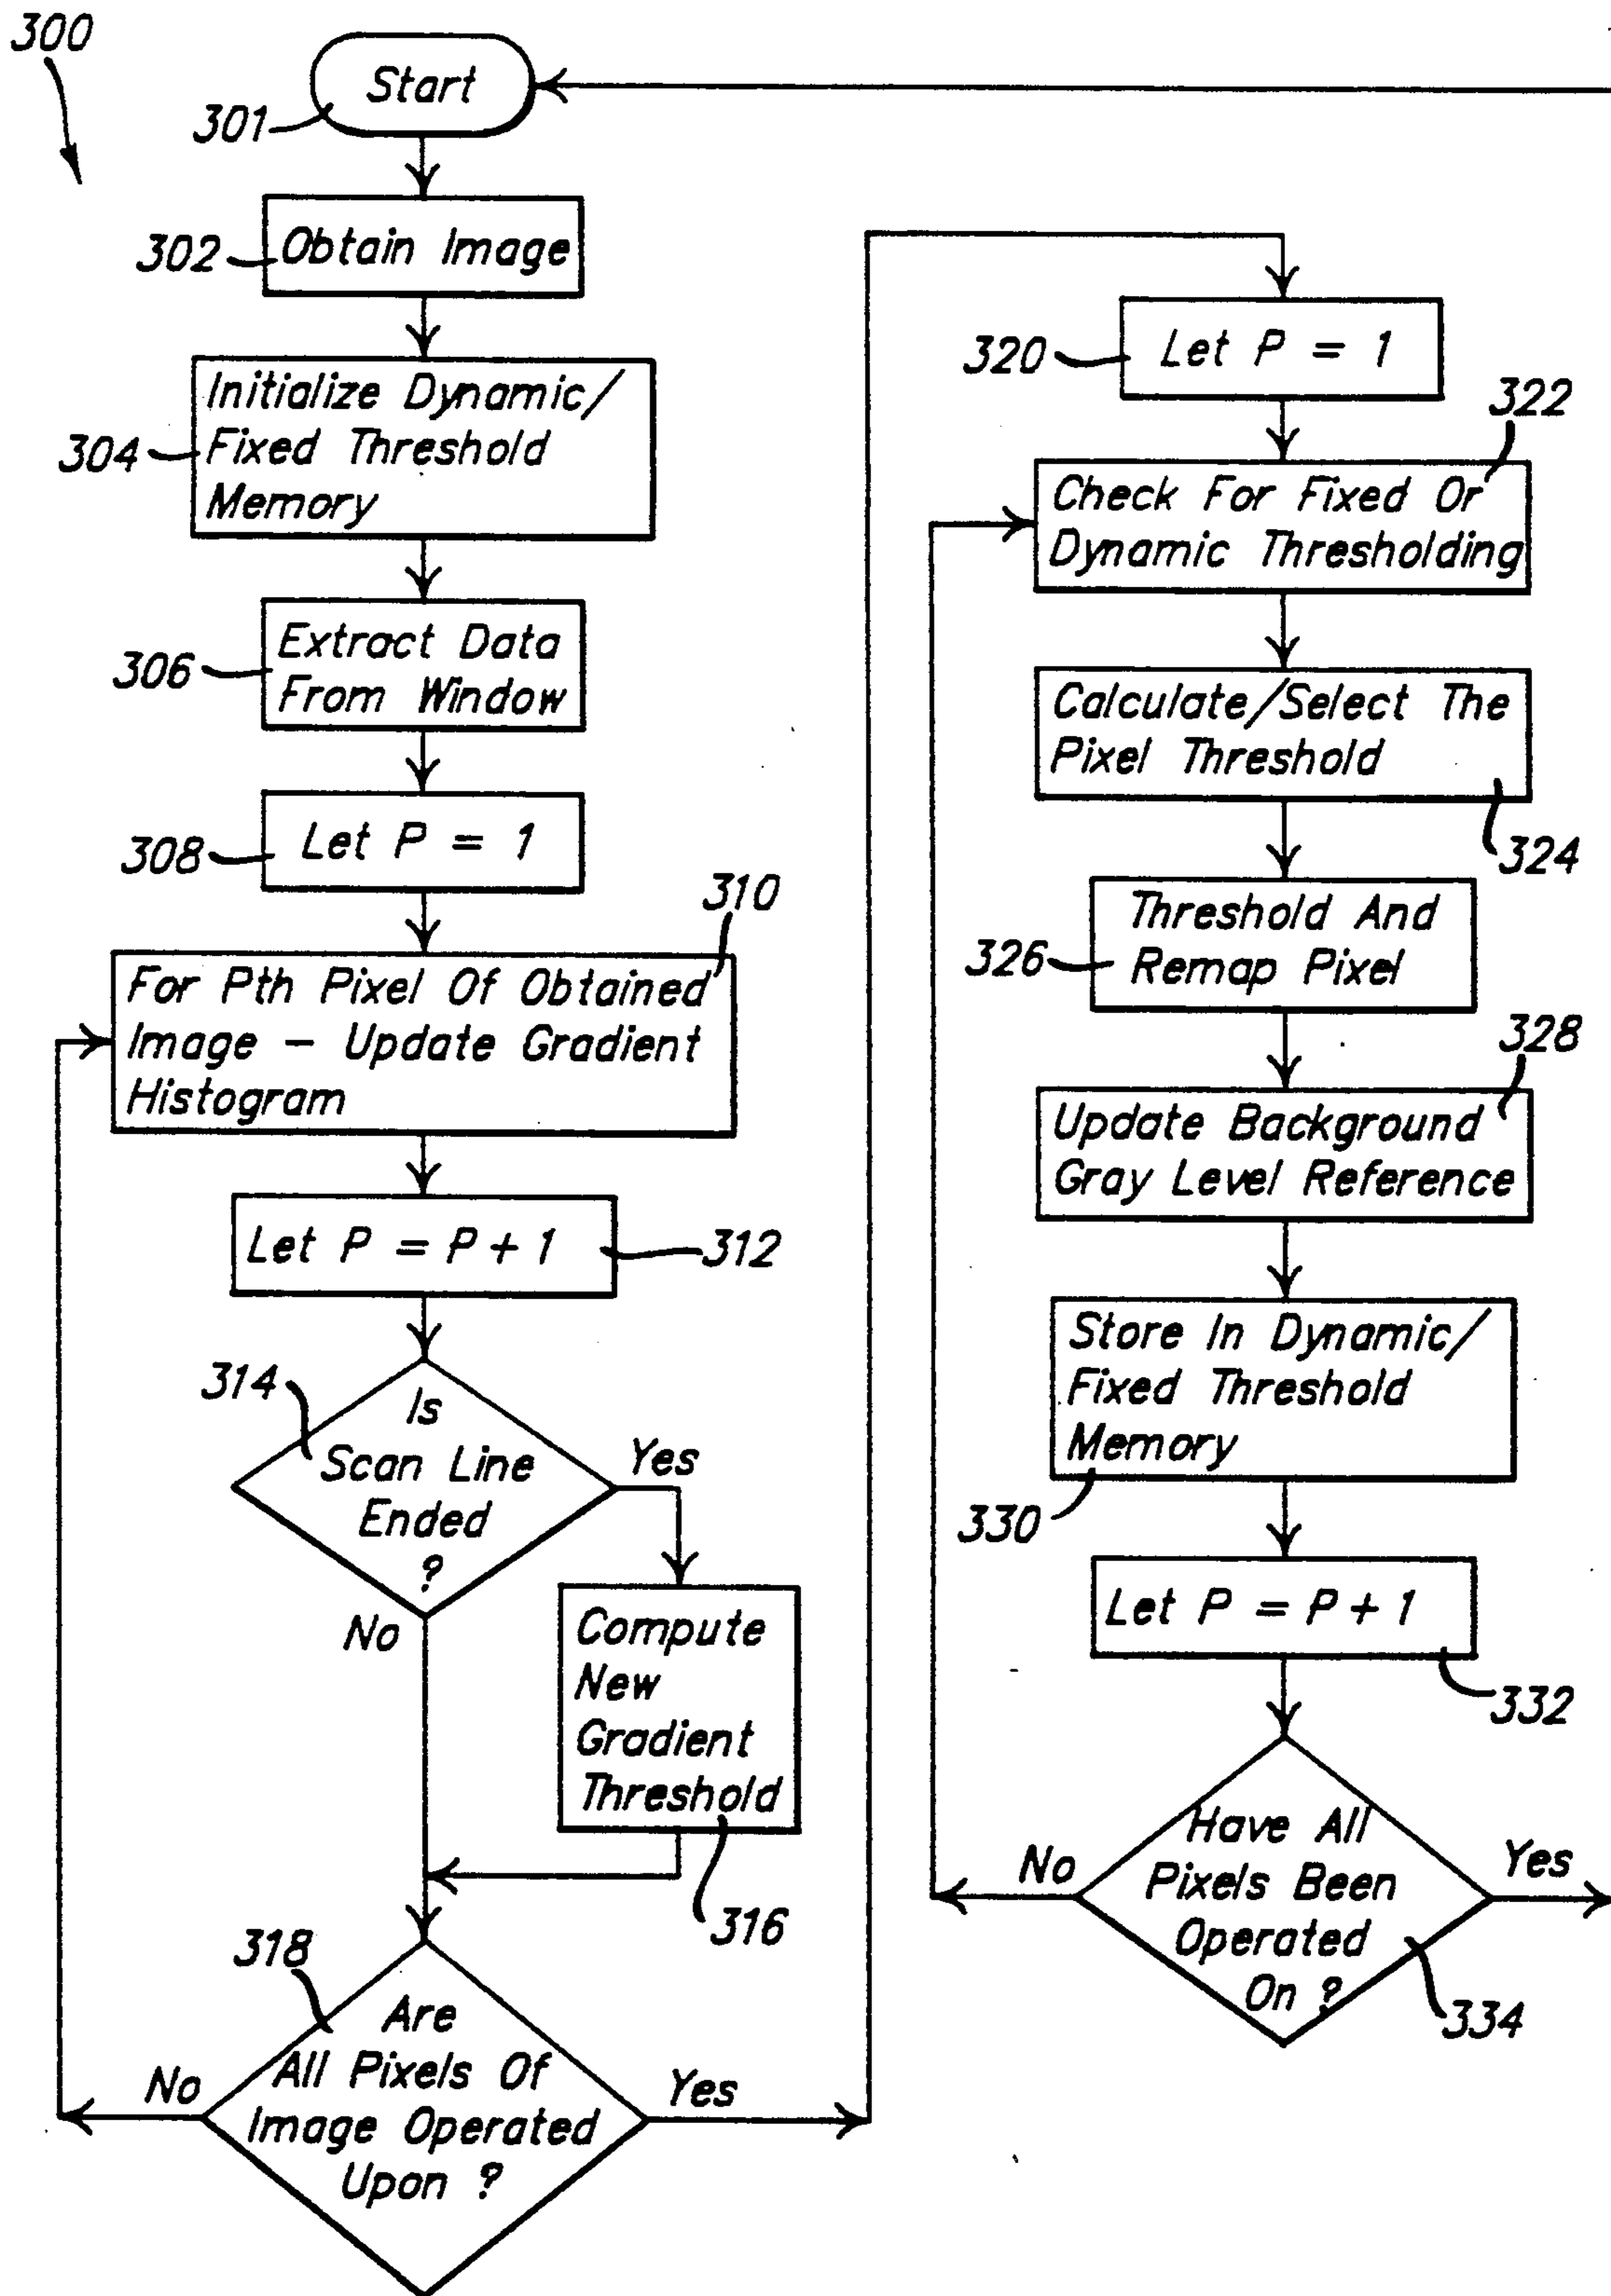 300
Start
301
302
Obtain Image
304
Initialize Dynamic/
Fixed Threshold
Memory
306
Extract Data
From Window
308
Let P = 1
310
For Pth Pixel Of Obtained
Image – Update Gradient
Histogram
Let P = P + 1
312
314
Is
Scan Line
Ended
?
Yes
No
Compute
New
Gradient
Threshold
316
318
Are
All Pixels Of
Image Operated
Upon ?
No
Yes
320
Let P = 1
322
Check For Fixed Or
Dynamic Thresholding
Calculate/Select The
Pixel Threshold
324
326
Threshold And
Remap Pixel
328
Update Background
Gray Level Reference
Store In Dynamic/
Fixed Threshold
Memory
330
Let P = P + 1
332
Have All
Pixels Been
Operated
On ?
No
Yes
334